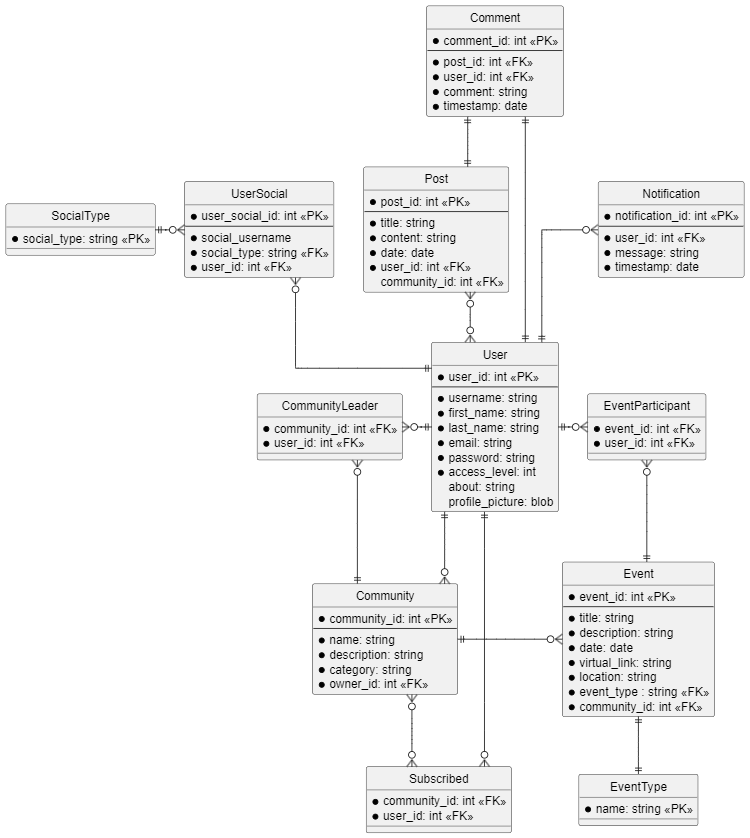 Comment
comment_id: int «PK»
post_id: int «FK»
user_id: int «FK»
comment: string
timestamp: date
Post
post_id: int «PK»
title: string
content: string
date: date
user_id: int «FK»
community_id: int «FK»
UserSocial
user_social_id: int «PK»
social_username
social_type: string «FK»
user_id: int «FK»
Notification
notification_id: int «PK»
user_id: int «FK»
message: string
timestamp: date
SocialType
social_type: string «PK»
User
user_id: int «PK»
username: string
first_name: string
last_name: string
email: string
password: string
access_level: int
about: string
profile_picture: blob
CommunityLeader
community_id: int «FK»
user_id: int «FK»
EventParticipant
event_id: int «FK»
user_id: int «FK»
Event
event_id: int «PK»
title: string
description: string
date: date
virtual_link: string
location: string
event_type : string «FK»
community_id: int «FK»
Community
community_id: int «PK»
name: string
description: string
category: string
owner_id: int «FK»
Subscribed
community_id: int «FK»
user_id: int «FK»
EventType
name: string «PK»